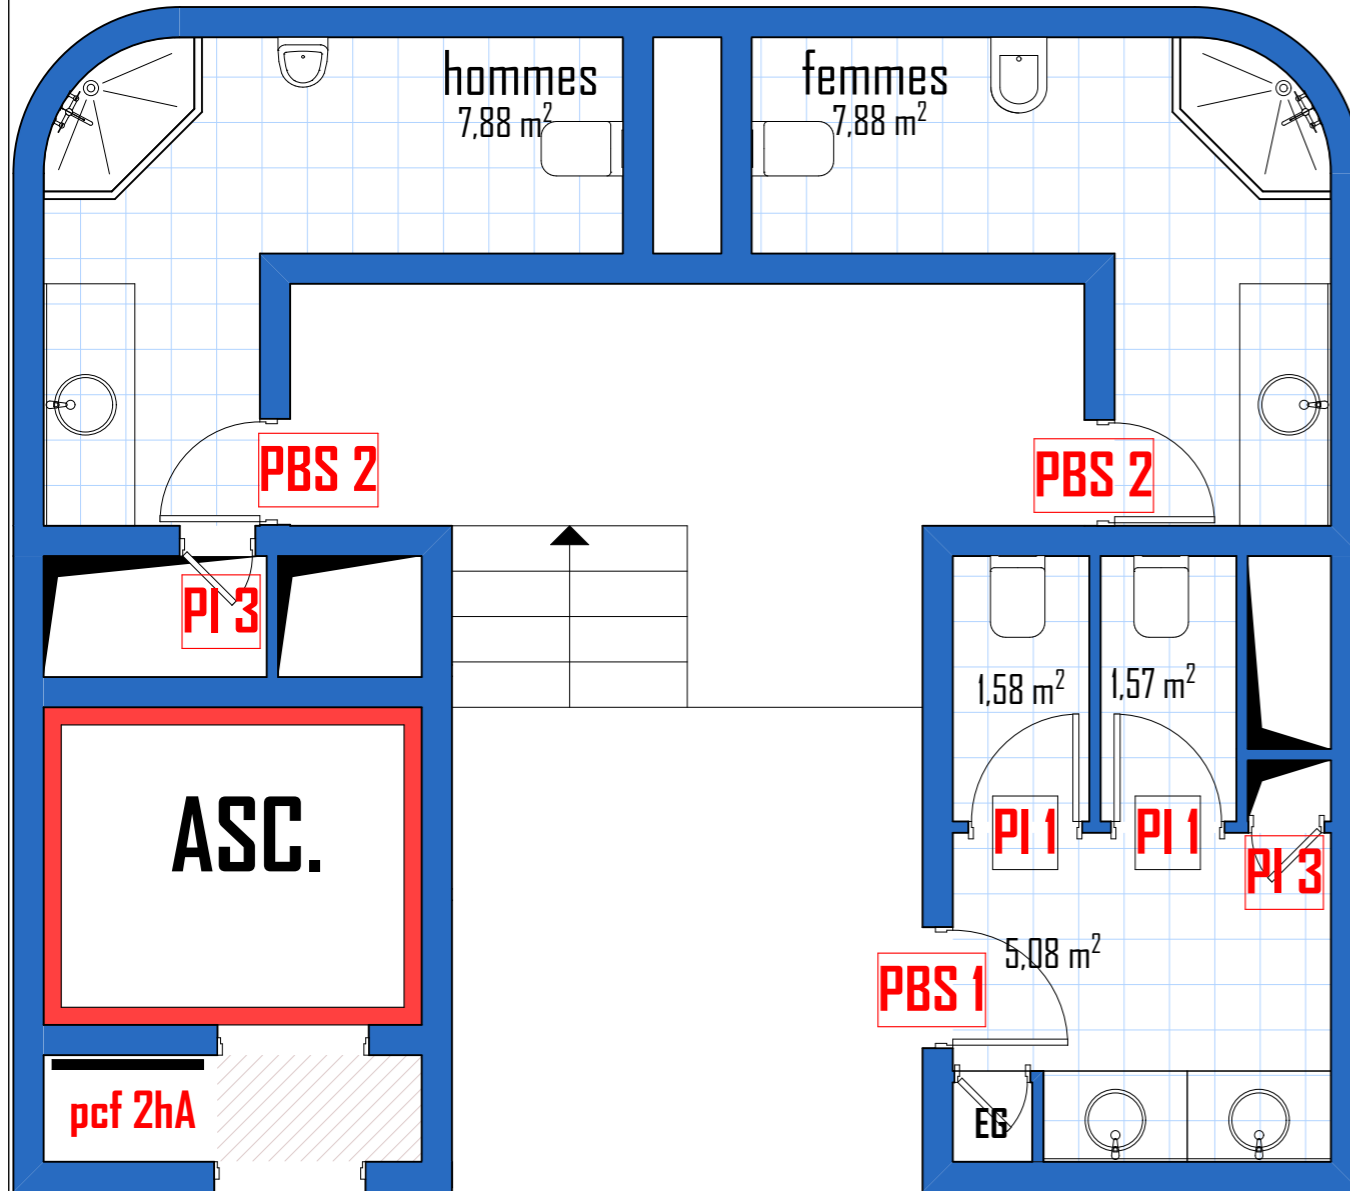 hommes
7,88 m²
femmes
7,88 m²
PBS 2
PBS 2
PI 3
1,58 m²
1,57 m²
ASC.
PI 1
PI 1
PI 3
5,08 m²
PBS 1
pcf 2hA
EG